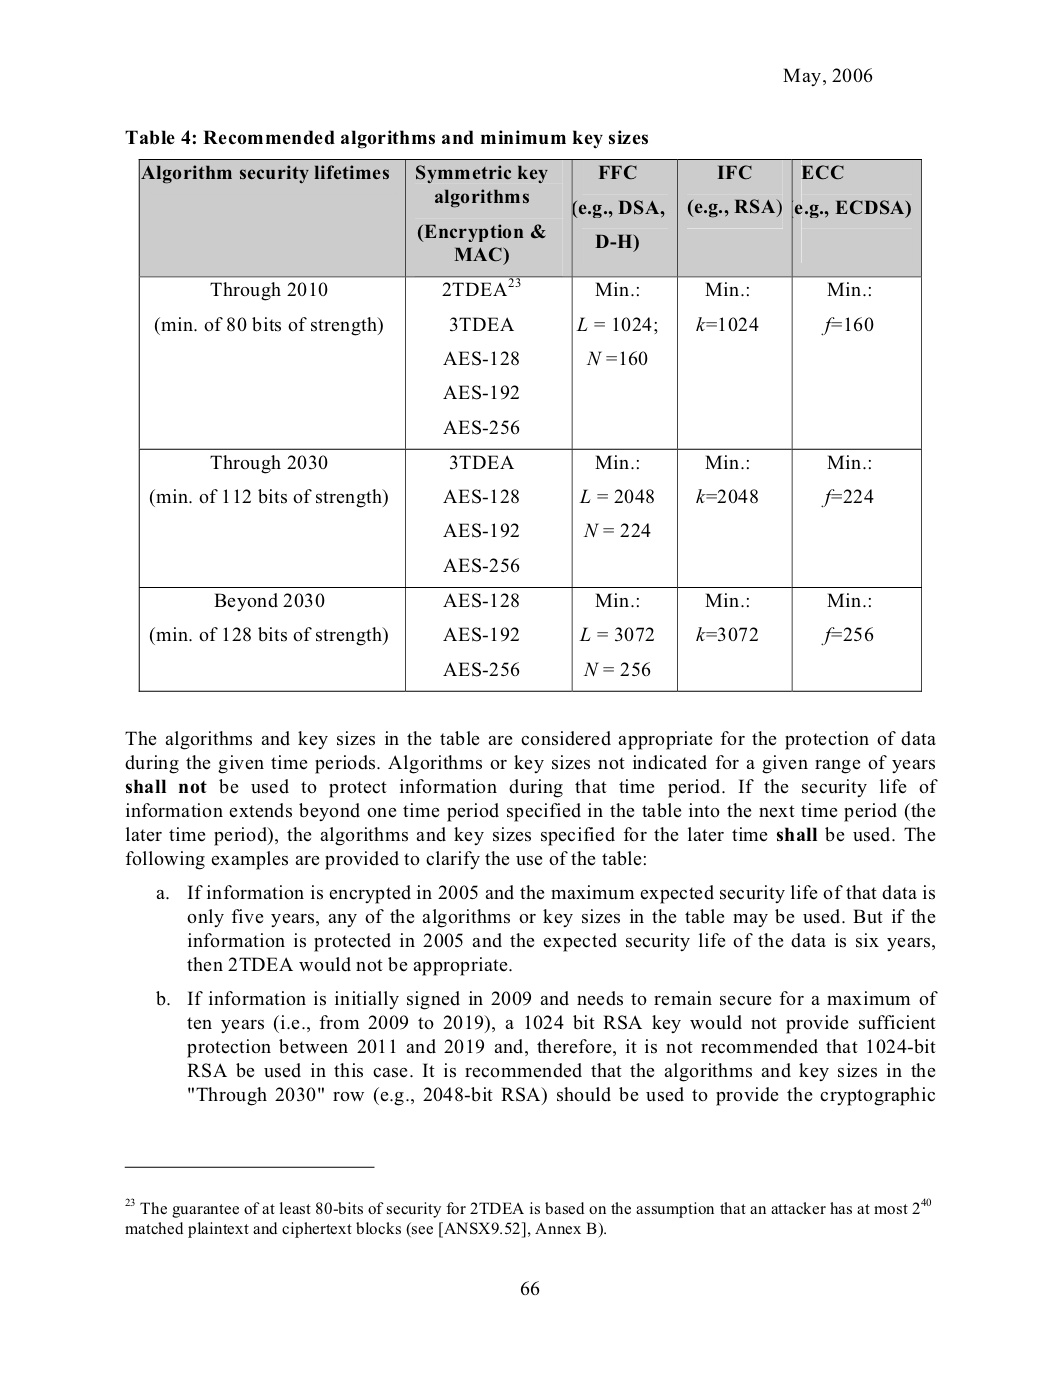 May, 2006
Table 4: Recommended algorithms and minimum key sizes
Algorithm security lifetimes
Symmetric key
algorithms
(Encryption &
MAC)
FFC
(e.g., DSA,
D-H)
IFC
(e.g., RSA)
ECC
(e.g., ECDSA)
Through 2010
(min. of 80 bits of strength)
2TDEA23
3TDEA
AES-128
AES-192
AES-256
Min.:
L = 1024;
N =160
Min.:
k=1024
Min.:
f=160
Through 2030
(min. of 112 bits of strength)
3TDEA
AES-128
AES-192
AES-256
Min.:
L = 2048
N = 224
Min.:
k=2048
Min.:
f=224
Beyond 2030
(min. of 128 bits of strength)
AES-128
AES-192
AES-256
Min.:
L = 3072
N = 256
Min.:
k=3072
Min.:
f=256
The algorithms and key sizes in the table are considered appropriate for the protection of data
during the given time periods. Algorithms or key sizes not indicated for a given range of years
shall not be used to protect information during that time period. If the security life of
information extends beyond one time period specified in the table into the next time period (the
later time period), the algorithms and key sizes specified for the later time shall be used. The
following examples are provided to clarify the use of the table:
a. If information is encrypted in 2005 and the maximum expected security life of that data is
only five years, any of the algorithms or key sizes in the table may be used. But if the
information is protected in 2005 and the expected security life of the data is six years,
then 2TDEA would not be appropriate.
b. If information is initially signed in 2009 and needs to remain secure for a maximum of
ten years (i.e., from 2009 to 2019), a 1024 bit RSA key would not provide sufficient
protection between 2011 and 2019 and, therefore, it is not recommended that 1024-bit
RSA be used in this case. It is recommended that the algorithms and key sizes in the
"Through 2030" row (e.g., 2048-bit RSA) should be used to provide the cryptographic
23 The guarantee of at least 80-bits of security for 2TDEA is based on the assumption that an attacker has at most 2^40
matched plaintext and ciphertext blocks (see [ANSX9.52], Annex B).
66